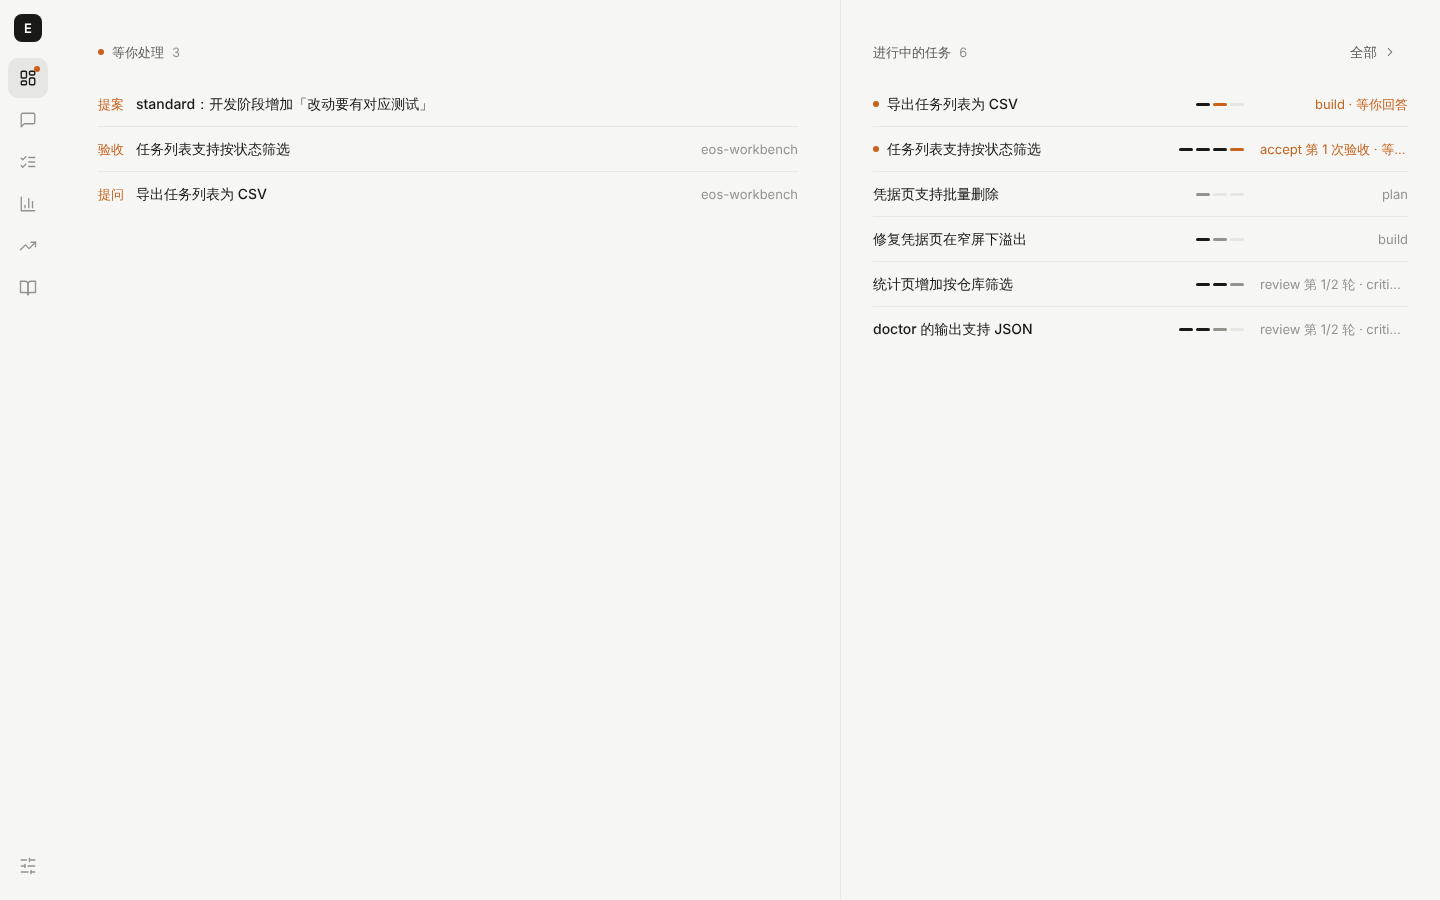 E
等你处理 3
提案 standard：开发阶段增加「改动要有对应测试」
验收 任务列表支持按状态筛选 eos-workbench
提问 导出任务列表为 CSV eos-workbench
进行中的任务 6 全部
导出任务列表为 CSV build · 等你回答
任务列表支持按状态筛选 accept 第 1 次验收 · 等...
凭据页支持批量删除 plan
修复凭据页在窄屏下溢出 build
统计页增加按仓库筛选 review 第 1/2 轮 · criti...
doctor 的输出支持 JSON review 第 1/2 轮 · criti...